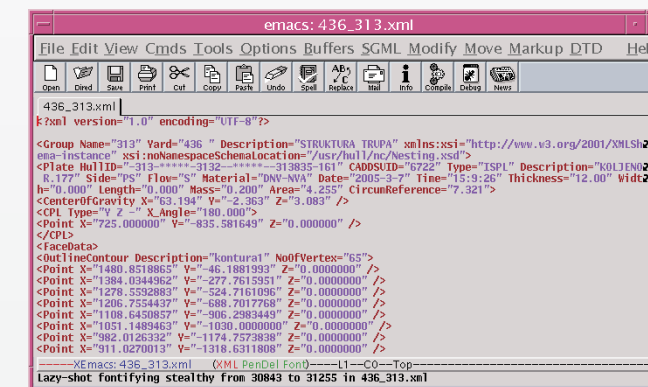 emacs: 436_313.xml
File Edit View Cmds Tools Options Buffers SGML Modify Move Markup DTD Hel
Open Dired Save Print Cut Copy Paste Undo Spell Replace Mail Info Compile Debug News
436_313.xml
<?xml version="1.0" encoding="UTF-8"?>
<Group Name="313" Yard="436 " Description="STRUKTURA TRUPA" xmlns:xsi="http://www.w3.org/2001/XMLSh
ema-instance" xsi:noNamespaceSchemaLocation="/usr/hull/nc/Nesting.xsd">
<Plate HullID="-313-*****-3132--*****--313835-161" CADDSUID="6722" Type="ISPL" Description="KOLJENO
R.177" Side="PS" Flow="S" Material="DNV-NVA" Date="2005-3-7" Time="15:9:26" Thickness="12.00" Widt
h="0.000" Length="0.000" Mass="0.200" Area="4.255" CircumReference="7.321">
<CenterOfGravity X="63.194" Y="-2.363" Z="3.083" />
<CPL Type="Y Z -" X_Angle="180.000">
<Point X="725.000000" Y="-835.581649" Z="0.000000" />
</CPL>
<FaceData>
<OutlineContour Description="kontura1" NoOfVertex="65">
<Point X="1480.8518865" Y="-46.1881993" Z="0.0000000" />
<Point X="1384.0344962" Y="-277.7615951" Z="0.0000000" />
<Point X="1278.5592883" Y="-524.7161096" Z="0.0000000" />
<Point X="1206.7554437" Y="-688.7017768" Z="0.0000000" />
<Point X="1108.6450857" Y="-906.2983449" Z="0.0000000" />
<Point X="1051.1489463" Y="-1030.0000000" Z="0.0000000" />
<Point X="982.0126332" Y="-1174.7573838" Z="0.0000000" />
<Point X="911.0270013" Y="-1318.6311808" Z="0.0000000" />
-----XEmacs: 436_313.xml (XML PenDel Font)----L1--C0--Top----------
Lazy-shot fontifying stealthy from 30843 to 31255 in 436_313.xml